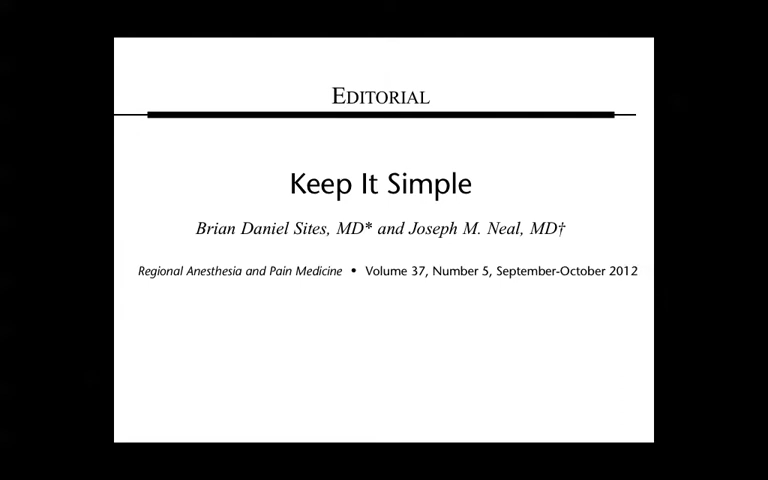 EDITORIAL
Keep It Simple
Brian Daniel Sites, MD* and Joseph M. Neal, MD†
Regional Anesthesia and Pain Medicine • Volume 37, Number 5, September-October 2012